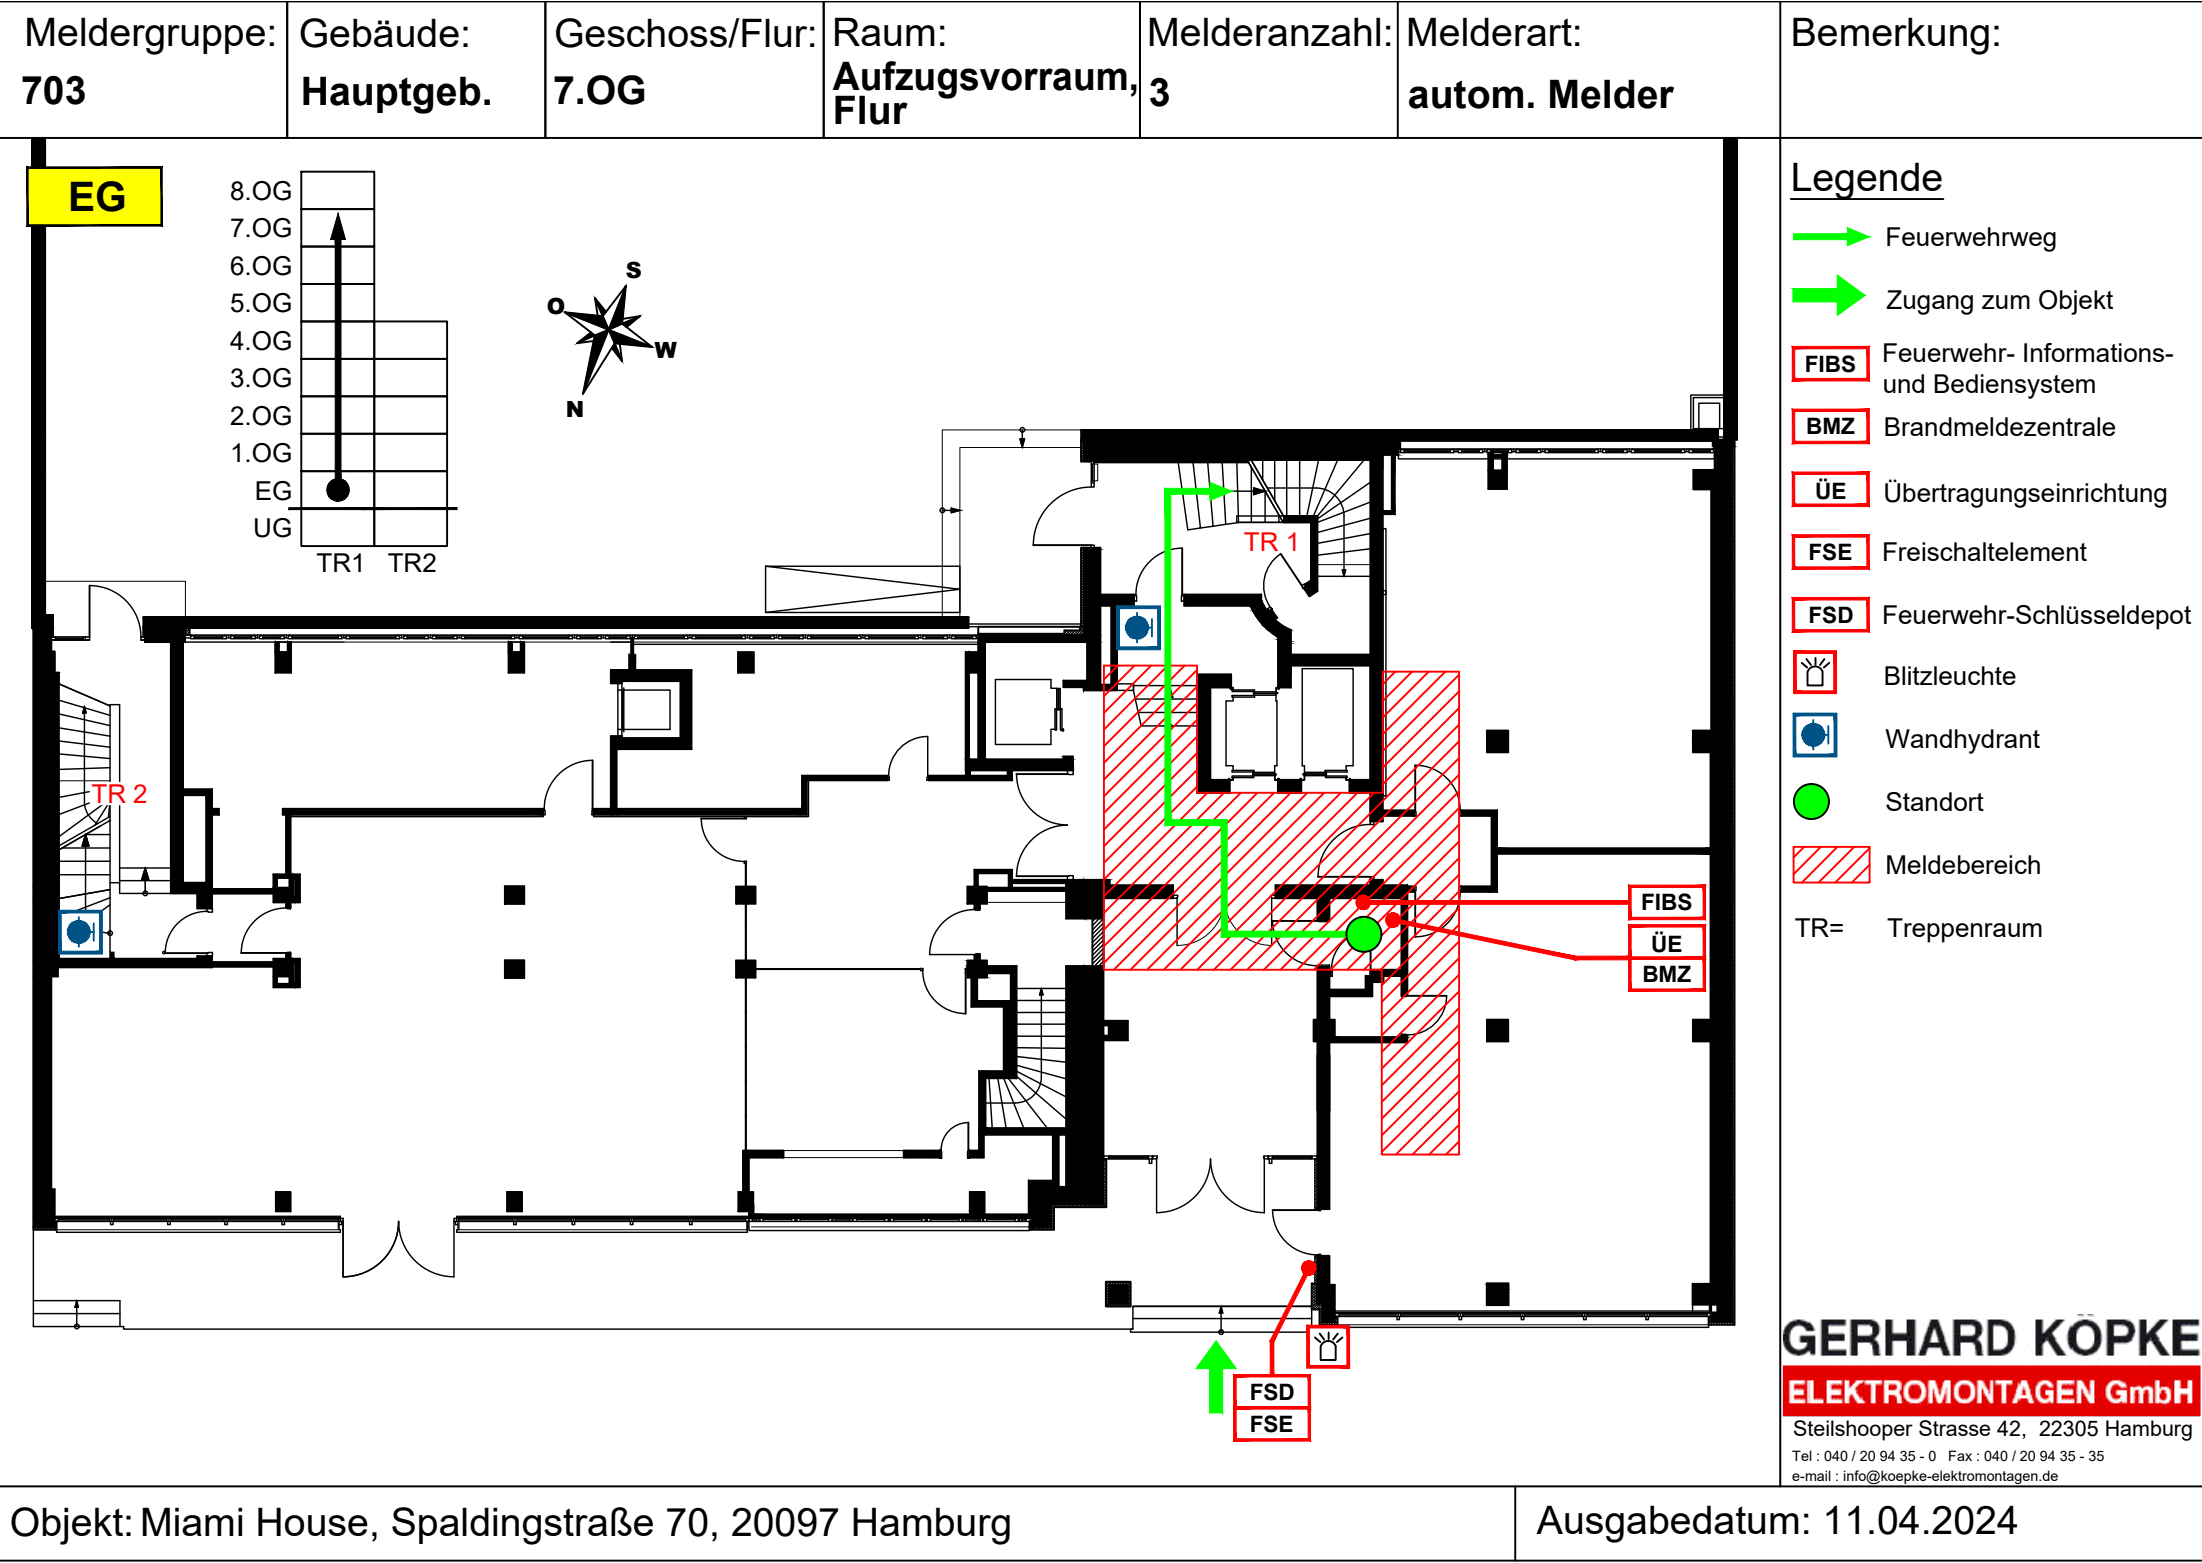 Meldergruppe:
703
Gebäude:
Hauptgeb.
Geschoss/Flur:
7.OG
Raum:
Aufzugsvorraum,
Flur
Melderanzahl:
3
Melderart:
autom. Melder
Bemerkung:
EG
8.OG
7.OG
6.OG
5.OG
4.OG
3.OG
2.OG
1.OG
EG
UG
TR1 TR2
S
O
W
N
TR 1
TR 2
FIBS
ÜE
BMZ
FSD
FSE
Legende
Feuerwehrweg
Zugang zum Objekt
FIBS Feuerwehr- Informations-
und Bediensystem
BMZ Brandmeldezentrale
ÜE Übertragungseinrichtung
FSE Freischaltelement
FSD Feuerwehr-Schlüsseldepot
Blitzleuchte
Wandhydrant
Standort
Meldebereich
TR= Treppenraum
GERHARD KÖPKE
ELEKTROMONTAGEN GmbH
Steilshooper Strasse 42, 22305 Hamburg
Tel : 040 / 20 94 35 - 0 Fax : 040 / 20 94 35 - 35
e-mail : info@koepke-elektromontagen.de
Objekt: Miami House, Spaldingstraße 70, 20097 Hamburg
Ausgabedatum: 11.04.2024